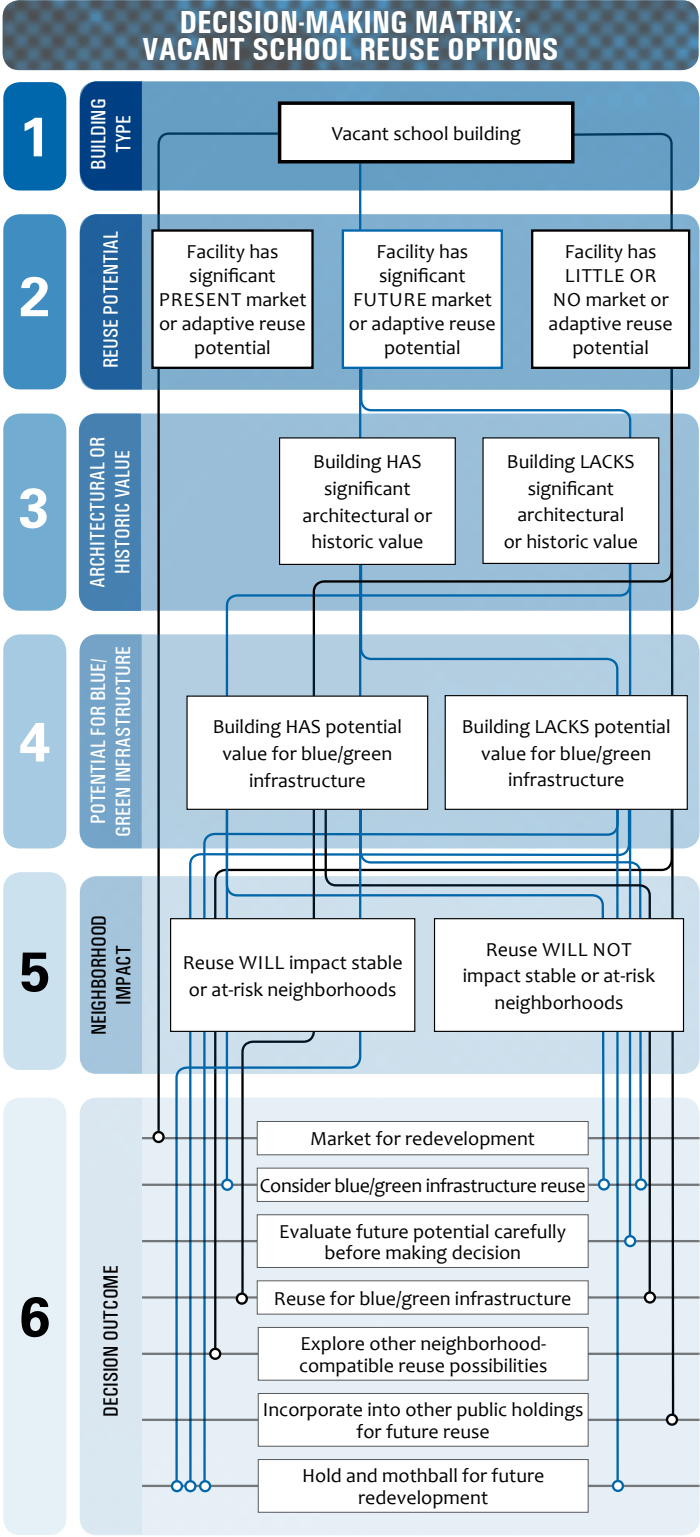 DECISION-MAKING MATRIX:
VACANT SCHOOL REUSE OPTIONS
1
BUILDING
TYPE
Vacant school building
2
REUSE POTENTIAL
Facility has
significant
PRESENT market
or adaptive reuse
potential
Facility has
significant
FUTURE market
or adaptive reuse
potential
Facility has
LITTLE OR
NO market or
adaptive reuse
potential
3
ARCHITECTURAL OR
HISTORIC VALUE
Building HAS
significant
architectural or
historic value
Building LACKS
significant
architectural
or historic value
4
POTENTIAL FOR BLUE/
GREEN INFRASTRUCTURE
Building HAS potential
value for blue/green
infrastructure
Building LACKS potential
value for blue/green
infrastructure
5
NEIGHBORHOOD
IMPACT
Reuse WILL impact stable
or at-risk neighborhoods
Reuse WILL NOT
impact stable or at-risk
neighborhoods
6
DECISION OUTCOME
Market for redevelopment
Consider blue/green infrastructure reuse
Evaluate future potential carefully
before making decision
Reuse for blue/green infrastructure
Explore other neighborhood-
compatible reuse possibilities
Incorporate into other public holdings
for future reuse
Hold and mothball for future
redevelopment